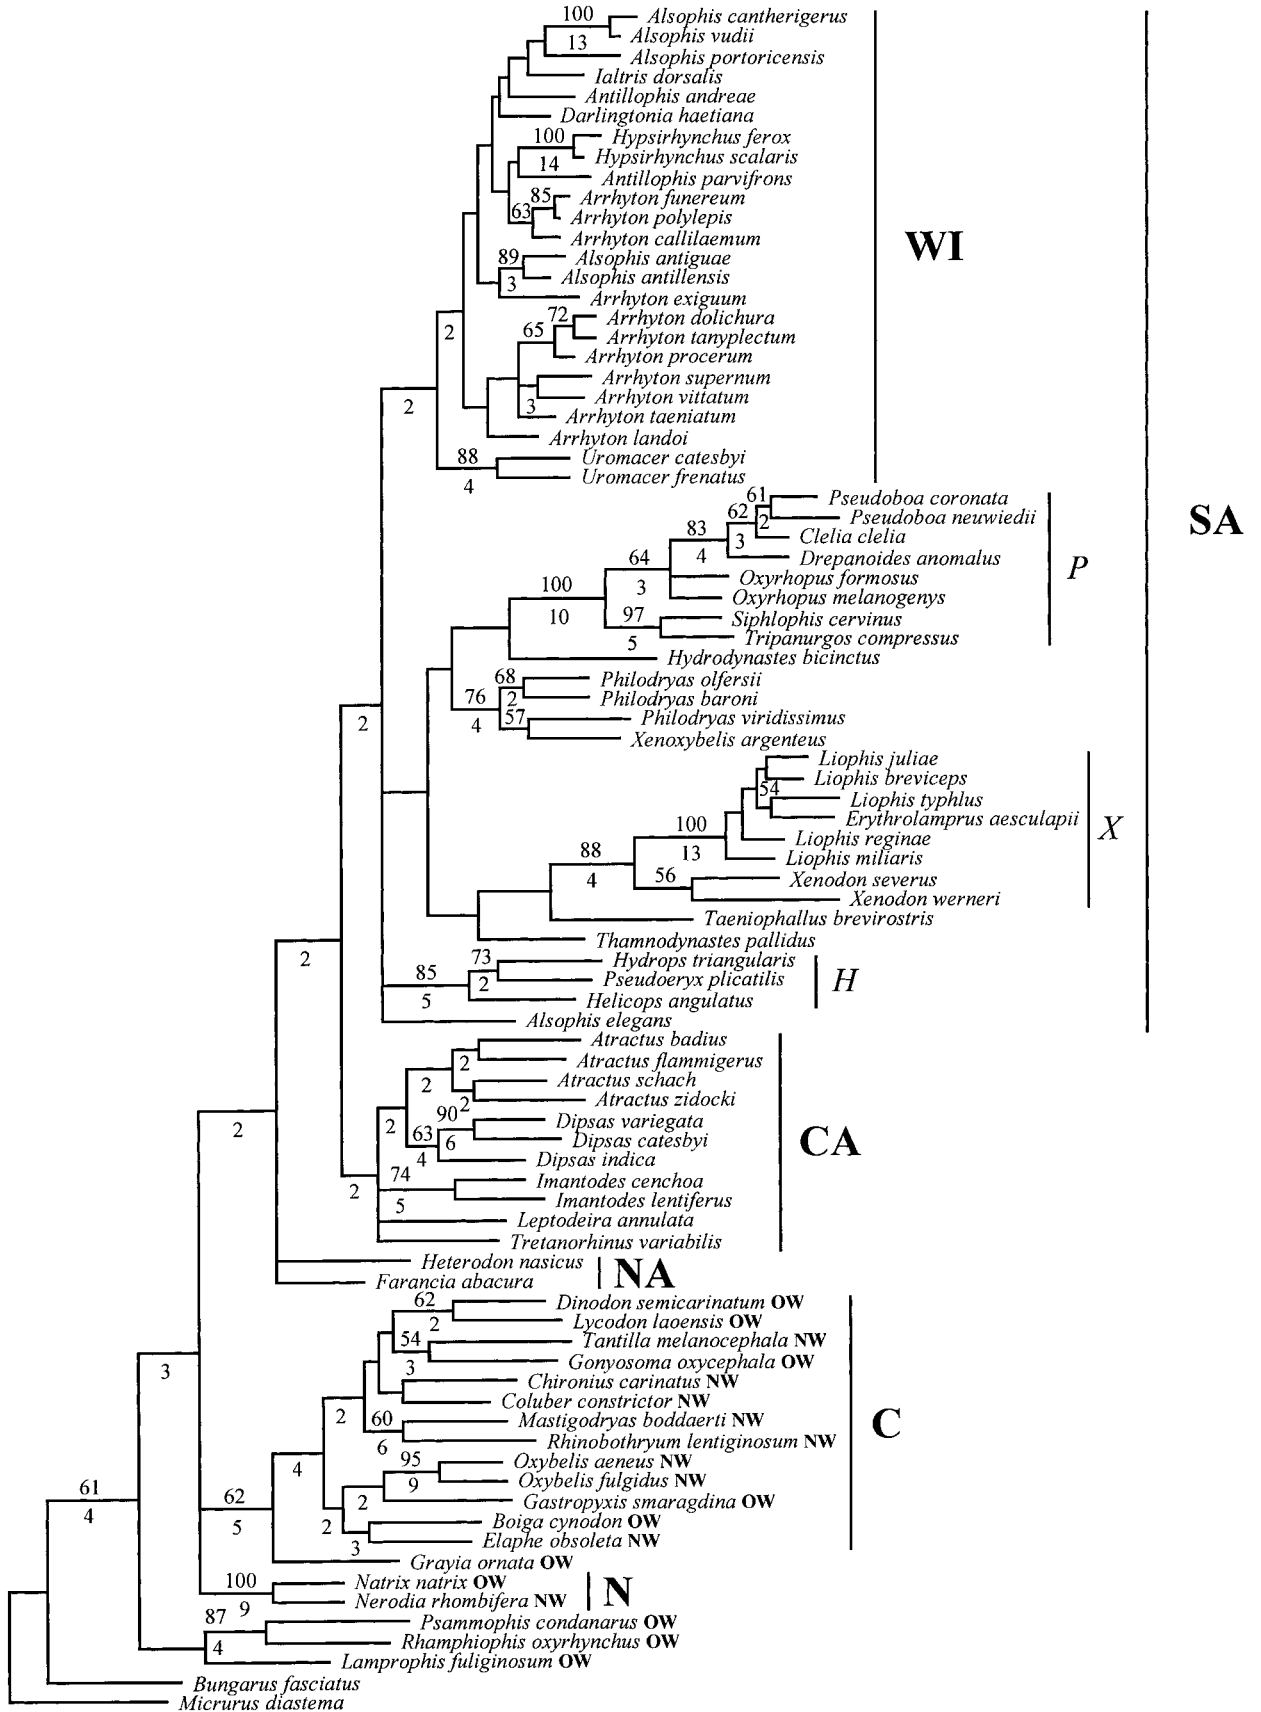 100 Alsophis cantherigerus
Alsophis vudii
13
Alsophis portoricensis
Ialtris dorsalis
Antillophis andreae
Darlingtonia haetiana
100 Hypsirhynchus ferox
Hypsirhynchus scalaris
14
Antillophis parvifrons
85 Arrhyton funereum
63 Arrhyton polylepis
Arrhyton callilaemum
WI
89 Alsophis antiguae
Alsophis antillensis
3
Arrhyton exiguum
72 Arrhyton dolichura
2 65 Arrhyton tanyplectum
Arrhyton procerum
Arrhyton supernum
Arrhyton vittatum
2 3
Arrhyton taeniatum
Arrhyton landoi
88 Uromacer catesbyi
4 Uromacer frenatus
61 Pseudoboa coronata
62 2 Pseudoboa neuwiedii
SA
83 3 Clelia clelia
4 Drepanoides anomalus
P
64 Oxyrhopus formosus
100 3 Oxyrhopus melanogenys
10 97 Siphlophis cervinus
5 Tripanurgos compressus
Hydrodynastes bicinctus
68 Philodryas olfersii
76 2 Philodryas baroni
2 4 57 Philodryas viridissimus
Xenoxybelis argenteus
Liophis juliae
Liophis breviceps
54
Liophis typhlus
Erythrolamprus aesculapii
X
100 Liophis reginae
88 13 Liophis miliaris
4 56 Xenodon severus
Xenodon werneri
Taeniophallus brevirostris
Thamnodynastes pallidus
2 73 Hydrops triangularis
85 2 Pseudoeryx plicatilis
H
5 Helicops angulatus
Alsophis elegans
Atractus badius
2 Atractus flammigerus
2 Atractus schach
2 Atractus zidocki
90 Dipsas variegata
2 2 63 6 Dipsas catesbyi
CA
4 Dipsas indica
74 Imantodes cenchoa
2 5 Imantodes lentiferus
Leptodeira annulata
Tretanorhinus variabilis
Heterodon nasicus
NA
Farancia abacura
62 Dinodon semicarinatum OW
2 Lycodon laoensis OW
54 Tantilla melanocephala NW
3 3 Gonyosoma oxycephala OW
Chironius carinatus NW
Coluber constrictor NW
2 60 Mastigodryas boddaerti NW
C
6 Rhinobothryum lentiginosum NW
4 95 Oxybelis aeneus NW
9 Oxybelis fulgidus NW
61 62 2 Gastropyxis smaragdina OW
4 5 2 Boiga cynodon OW
3 Elaphe obsoleta NW
Grayia ornata OW
100 Natrix natrix OW
N
9 Nerodia rhombifera NW
87 Psammophis condanarus OW
4 Rhamphiophis oxyrhynchus OW
Lamprophis fuliginosum OW
Bungarus fasciatus
Micrurus diastema